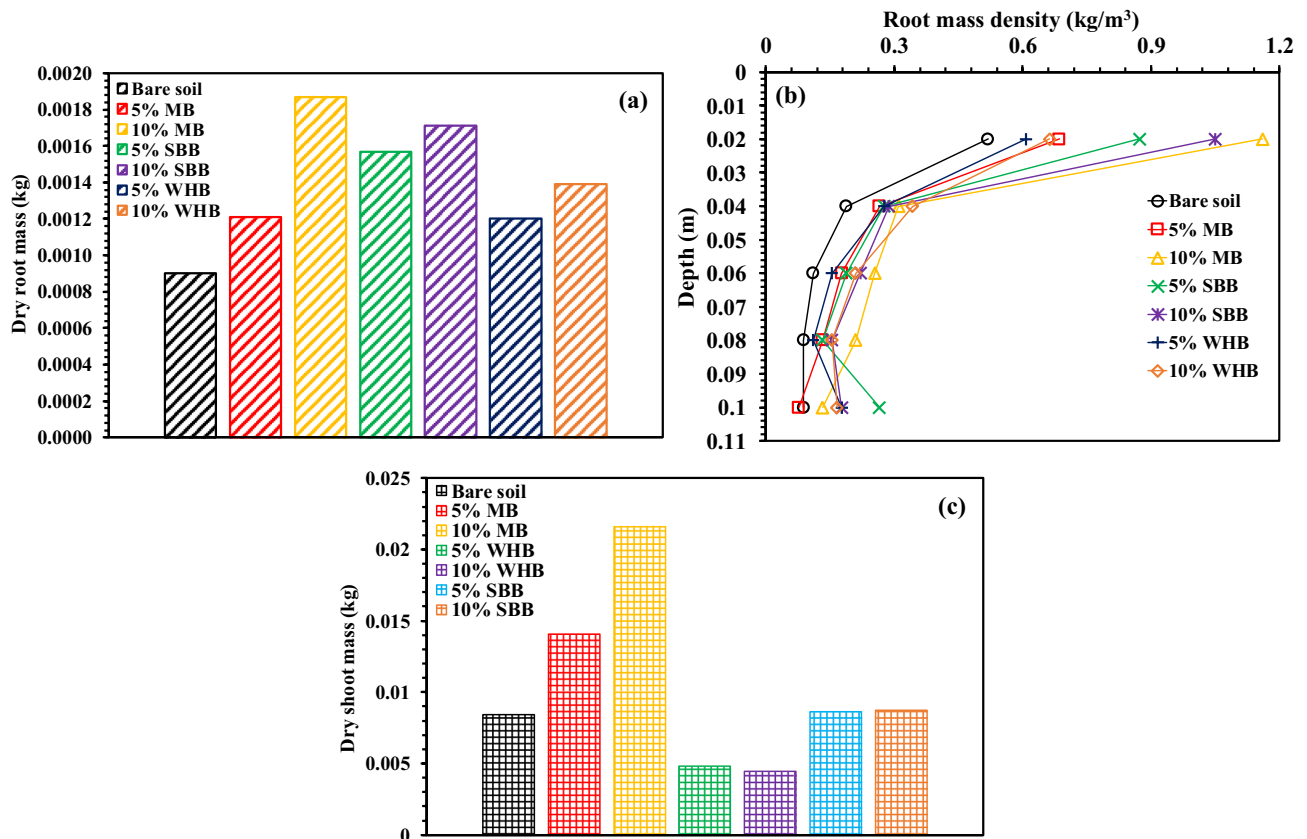 0.0020
0.0018
0.0016
0.0014
0.0012
0.0010
0.0008
0.0006
0.0004
0.0002
0.0000
Dry root mass (kg)
Bare soil
5% MB
10% MB
5% SBB
10% SBB
5% WHB
10% WHB
(a)
Root mass density (kg/m³)
0 0.3 0.6 0.9 1.2
0
0.01
0.02
0.03
0.04
0.05
0.06
0.07
0.08
0.09
0.1
0.11
Depth (m)
(b)
Bare soil
5% MB
10% MB
5% SBB
10% SBB
5% WHB
10% WHB
0.025
0.02
0.015
0.01
0.005
0
Dry shoot mass (kg)
Bare soil
5% MB
10% MB
5% WHB
10% WHB
5% SBB
10% SBB
(c)